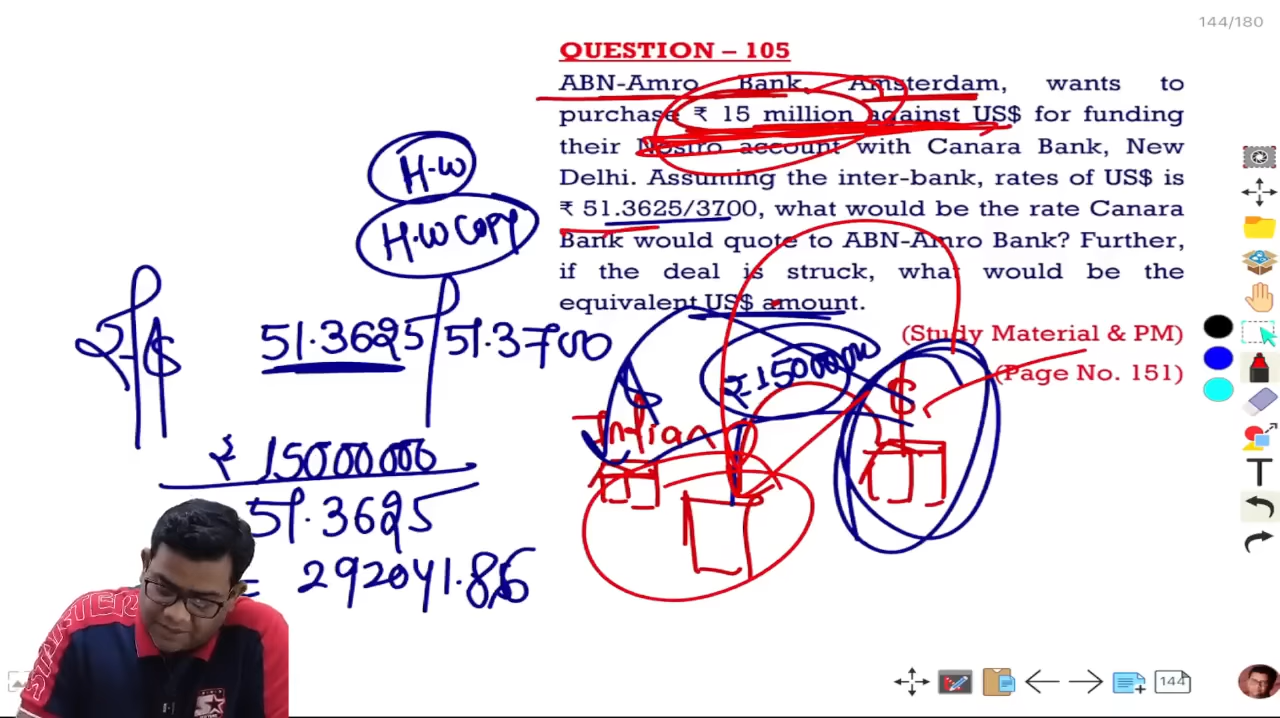 144/180
QUESTION – 105
ABN-Amro Bank, Amsterdam, wants to
purchase ₹ 15 million against US$ for funding
their Nostro account with Canara Bank, New
Delhi. Assuming the inter-bank, rates of US$ is
₹ 51.3625/3700, what would be the rate Canara
Bank would quote to ABN-Amro Bank? Further,
if the deal is struck, what would be the
equivalent US$ amount.
(Study Material & PM)
(Page No. 151)
H.W
H.W COPY
₹/$ 51.3625 / 51.3700
₹ 15000000
51.3625
= 292041.86
₹ 15000000
$
$
Indian
STARTER
T
144